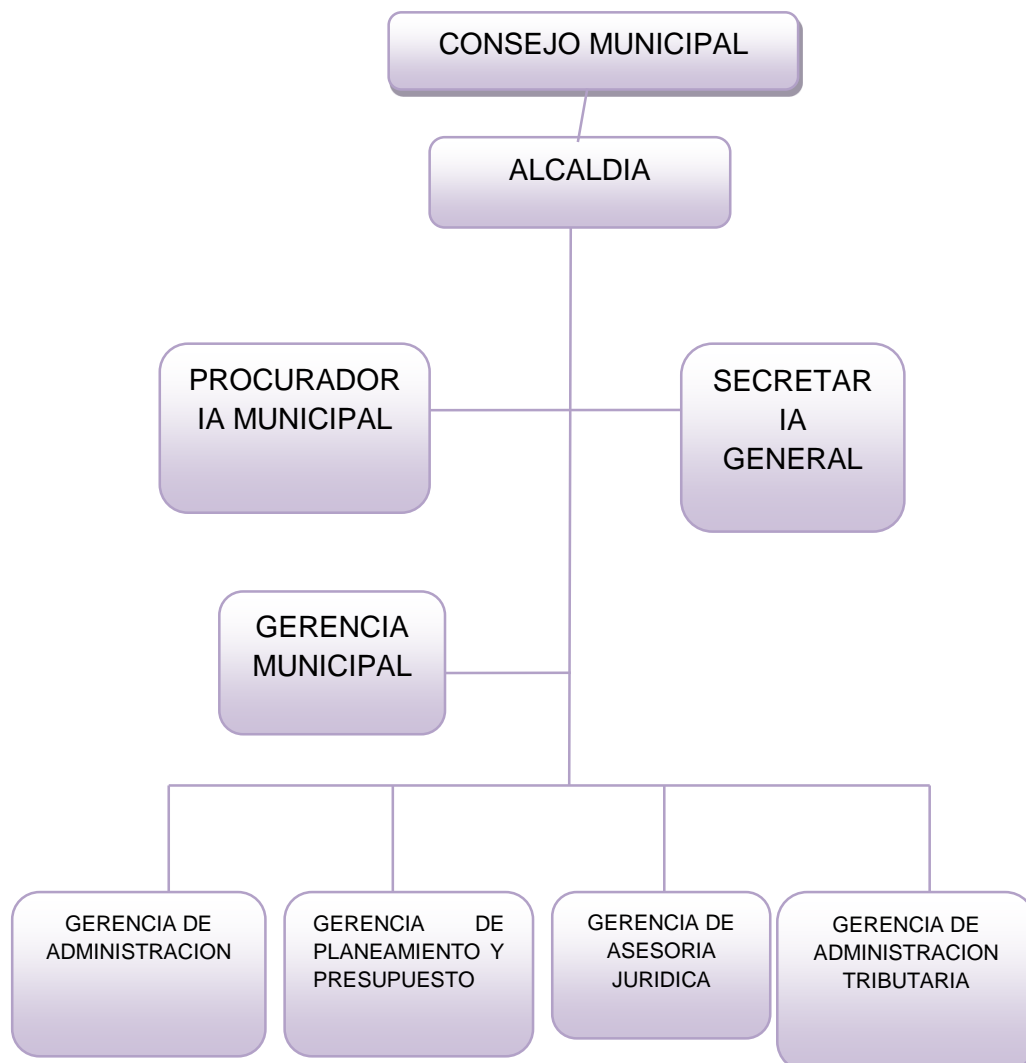 CONSEJO MUNICIPAL
ALCALDIA
PROCURADOR
IA MUNICIPAL
SECRETAR
IA
GENERAL
GERENCIA
MUNICIPAL
GERENCIA DE
ADMINISTRACION
GERENCIA DE
PLANEAMIENTO Y
PRESUPUESTO
GERENCIA DE
ASESORIA
JURIDICA
GERENCIA DE
ADMINISTRACION
TRIBUTARIA